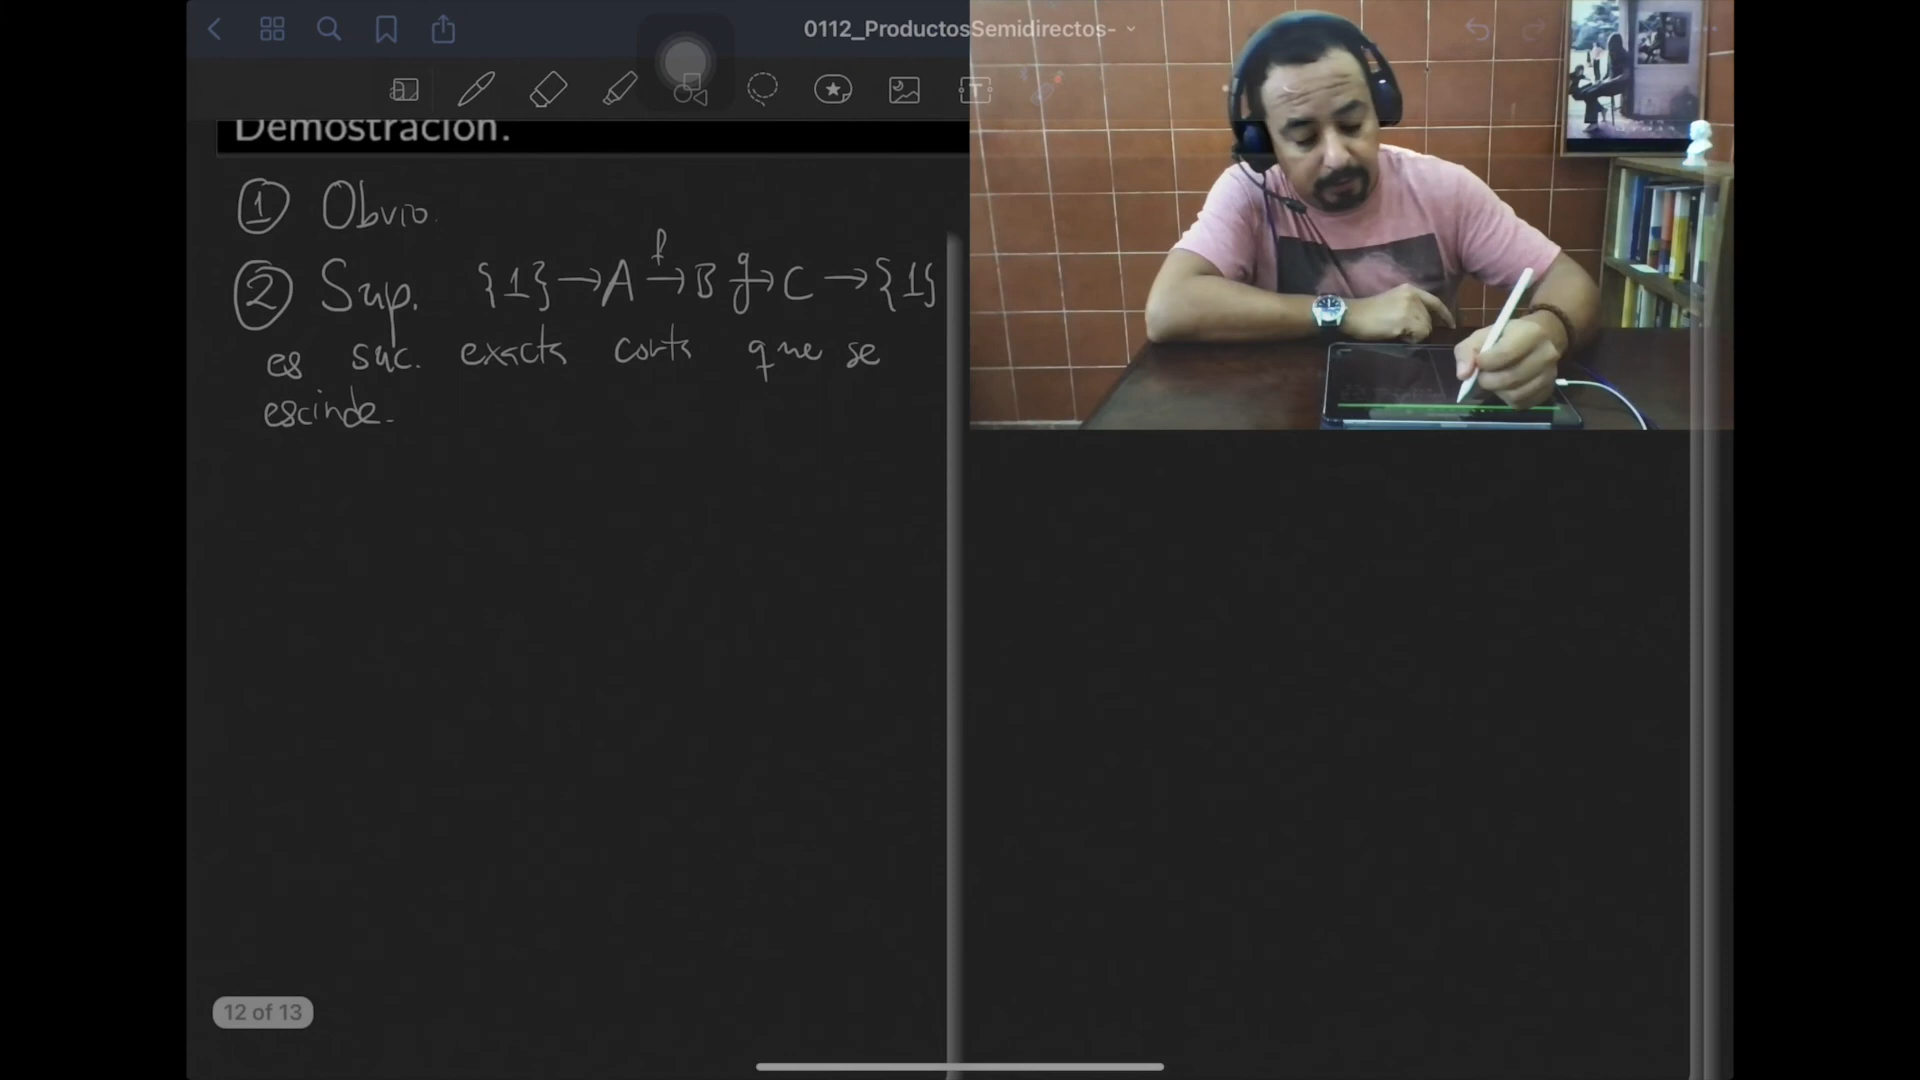 0112_ProductosSemidirectos-
Demostración.
① Obvio.
② Sup. {1} → A f→ B g→ C → {1}
es suc. exacta corta que se
escinde.
12 of 13